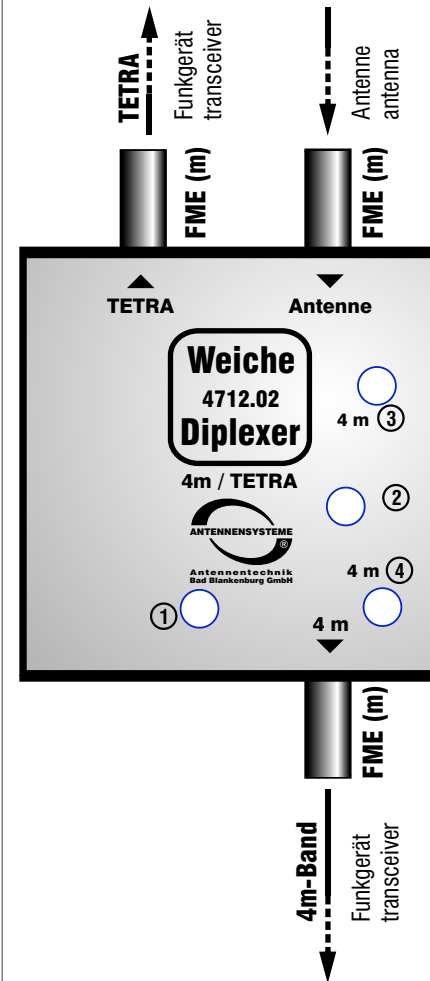 TETRA
Funkgerät
transceiver
Antenne
antenna
FME (m)
FME (m)
TETRA
Antenne
Weiche
4712.02
Diplexer
4m / TETRA
4 m 3
2
ANTENNENSYSTEME
®
Antennentechnik
Bad Blankenburg GmbH
4 m 4
1
4 m
FME (m)
4m-Band
Funkgerät
transceiver